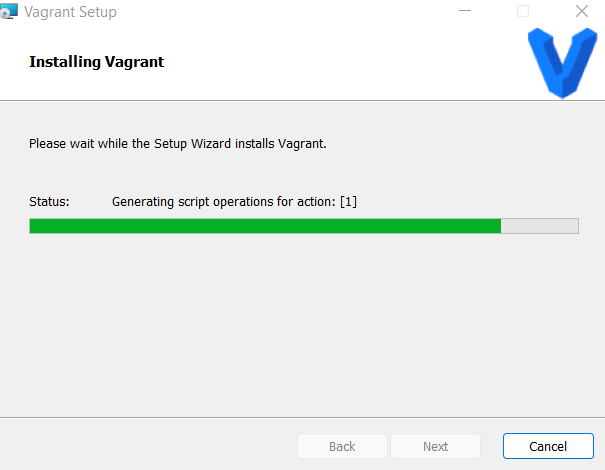 Vagrant Setup
Installing Vagrant
Please wait while the Setup Wizard installs Vagrant.
Status: Generating script operations for action: [1]
Back Next Cancel